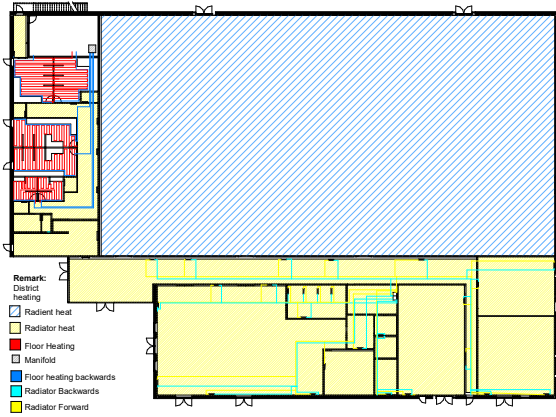 Remark:
District
heating
Radient heat
Radiator heat
Floor Heating
Manifold
Floor heating backwards
Radiator Backwards
Radiator Forward